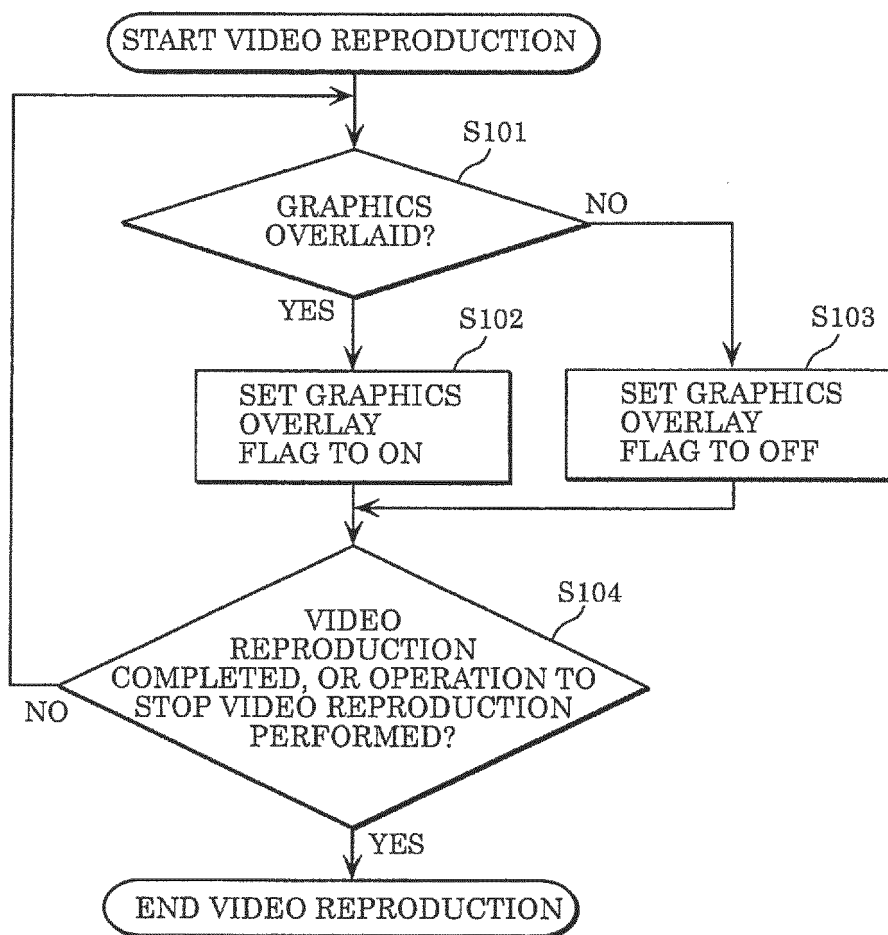 START VIDEO REPRODUCTION
S101
GRAPHICS
OVERLAID?
NO
YES
S102
S103
SET GRAPHICS
OVERLAY
FLAG TO ON
SET GRAPHICS
OVERLAY
FLAG TO OFF
S104
VIDEO
REPRODUCTION
COMPLETED, OR OPERATION TO
STOP VIDEO REPRODUCTION
PERFORMED?
NO
YES
END VIDEO REPRODUCTION